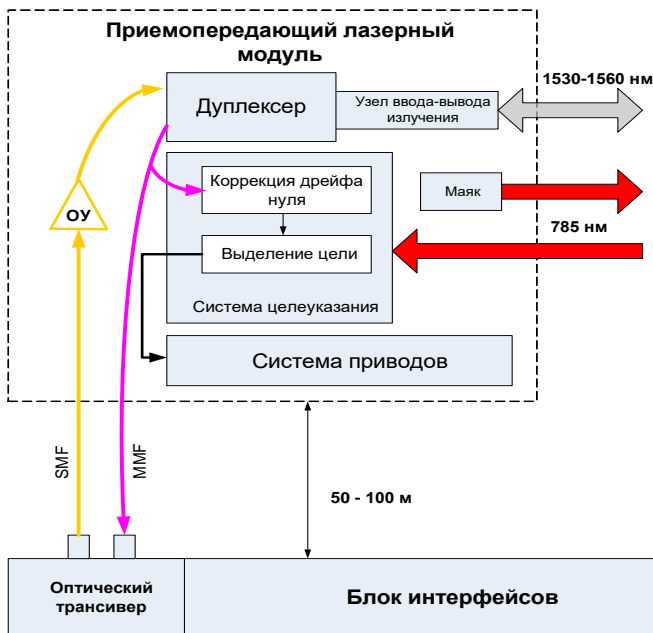 Приемопередающий лазерный
модуль
1530-1560 нм
Дуплексер
Узел ввода-вывода
излучения
Коррекция дрейфа
нуля
Маяк
ОУ
785 нм
Выделение цели
Система целеуказания
Система приводов
SMF
MMF
50 - 100 м
Оптический
трансивер
Блок интерфейсов